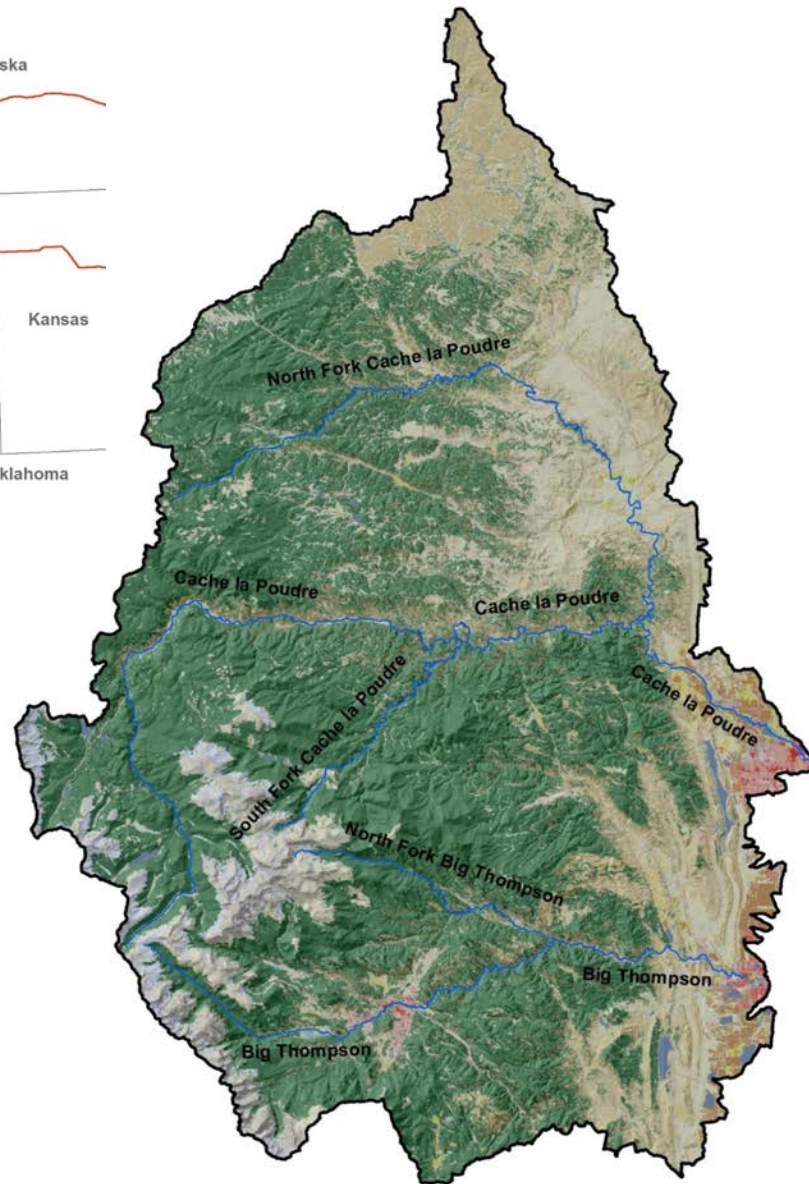 ska
Kansas
klahoma
North Fork Cache la Poudre
Cache la Poudre
Cache la Poudre
South Fork Cache la Poudre
Cache la Poudre
North Fork Big Thompson
Big Thompson
Big Thompson